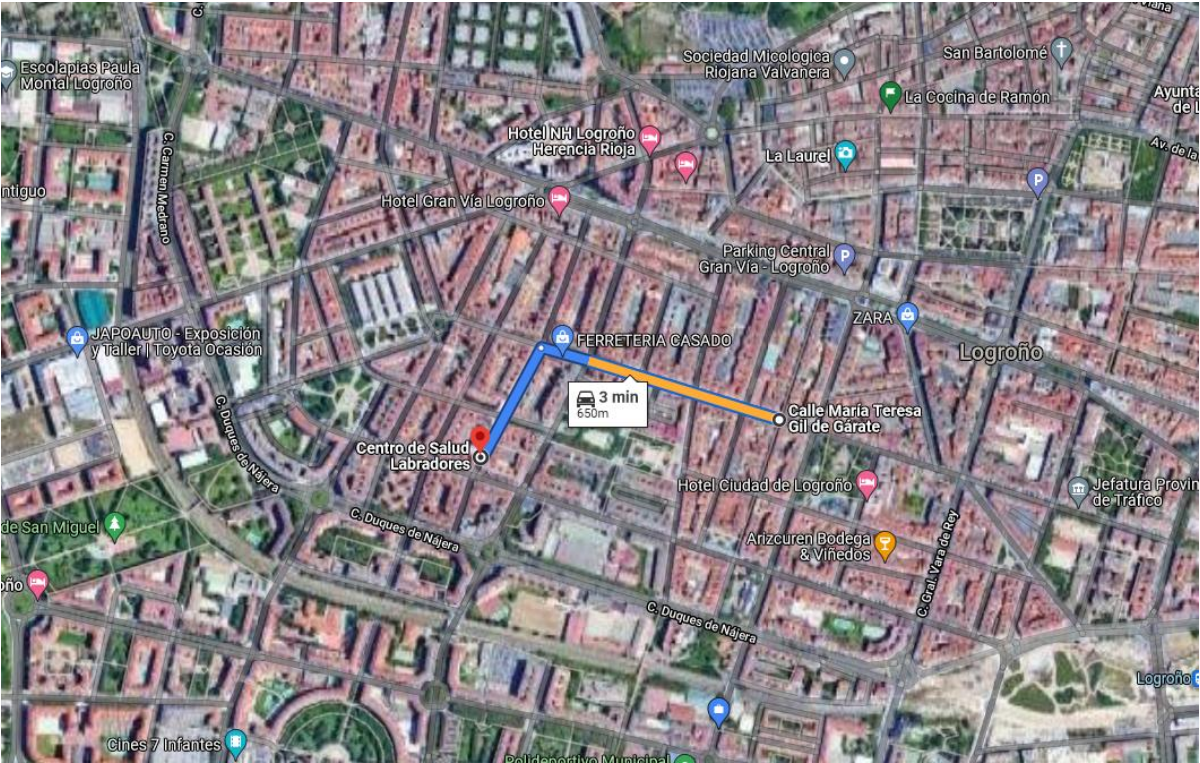 C.
Viana
Escolapias Paula
Montal Logroño
Sociedad Micologica
Riojana Valvanera
San Bartolomé
La Cocina de Ramón
Ayunta
de
Hotel NH Logroño
Herencia Rioja
La Laurel
P
Av. de la
C. Carmen Medrano
ntiguo
Hotel Gran Vía Logroño
Parking Central
Gran Vía - Logroño
P
ZARA
JAPOAUTO - Exposición
y Taller | Toyota Ocasión
FERRETERIA CASADO
Logroño
3 min
650m
Calle María Teresa
Gil de Gárate
C. Duques de Nájera
Centro de Salud
Labradores
Hotel Ciudad de Logroño
Jefatura Provin
de Tráfico
de San Miguel
C. Duques de Nájera
Arizcuren Bodega
& Viñedos
C. Gral. Vara de Rey
oño
C. Duques de Nájera
Logroño
Cines 7 Infantes
Polideportivo Municipal